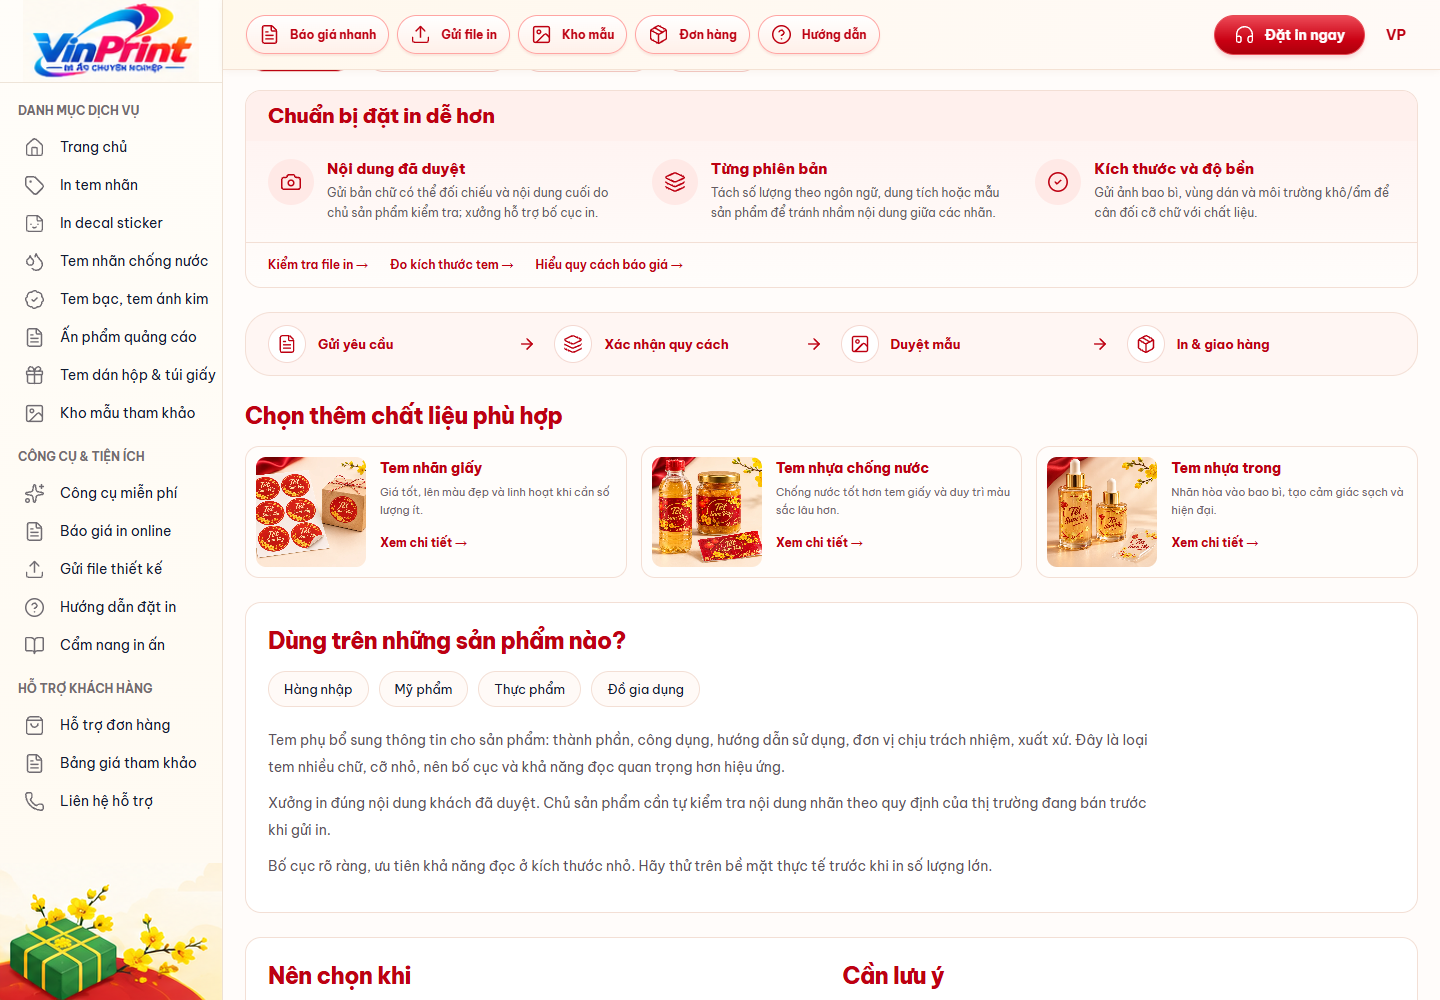 VinPrint
IN ẤN CHUYÊN NGHIỆP
Báo giá nhanh
Gửi file in
Kho mẫu
Đơn hàng
Hướng dẫn
Đặt in ngay
VP
DANH MỤC DỊCH VỤ
Trang chủ
In tem nhãn
In decal sticker
Tem nhãn chống nước
Tem bạc, tem ánh kim
Ấn phẩm quảng cáo
Tem dán hộp & túi giấy
Kho mẫu tham khảo
CÔNG CỤ & TIỆN ÍCH
Công cụ miễn phí
Báo giá in online
Gửi file thiết kế
Hướng dẫn đặt in
Cẩm nang in ấn
HỖ TRỢ KHÁCH HÀNG
Hỗ trợ đơn hàng
Bảng giá tham khảo
Liên hệ hỗ trợ
Chuẩn bị đặt in dễ hơn
Nội dung đã duyệt
Gửi bản chữ có thể đối chiếu và nội dung cuối do
chủ sản phẩm kiểm tra; xưởng hỗ trợ bố cục in.
Từng phiên bản
Tách số lượng theo ngôn ngữ, dung tích hoặc mẫu
sản phẩm để tránh nhầm nội dung giữa các nhãn.
Kích thước và độ bền
Gửi ảnh bao bì, vùng dán và môi trường khô/ẩm để
cân đối cỡ chữ với chất liệu.
Kiểm tra file in →
Đo kích thước tem →
Hiểu quy cách báo giá →
Gửi yêu cầu
→
Xác nhận quy cách
→
Duyệt mẫu
→
In & giao hàng
Chọn thêm chất liệu phù hợp
Tem nhãn giấy
Giá tốt, lên màu đẹp và linh hoạt khi cần số
lượng ít.
Xem chi tiết →
Tem nhựa chống nước
Chống nước tốt hơn tem giấy và duy trì màu
sắc lâu hơn.
Xem chi tiết →
Tem nhựa trong
Nhãn hòa vào bao bì, tạo cảm giác sạch và
hiện đại.
Xem chi tiết →
Dùng trên những sản phẩm nào?
Hàng nhập
Mỹ phẩm
Thực phẩm
Đồ gia dụng
Tem phụ bổ sung thông tin cho sản phẩm: thành phần, công dụng, hướng dẫn sử dụng, đơn vị chịu trách nhiệm, xuất xứ. Đây là loại
tem nhiều chữ, cỡ nhỏ, nên bố cục và khả năng đọc quan trọng hơn hiệu ứng.
Xưởng in đúng nội dung khách đã duyệt. Chủ sản phẩm cần tự kiểm tra nội dung nhãn theo quy định của thị trường đang bán trước
khi gửi in.
Bố cục rõ ràng, ưu tiên khả năng đọc ở kích thước nhỏ. Hãy thử trên bề mặt thực tế trước khi in số lượng lớn.
Nên chọn khi
Cần lưu ý